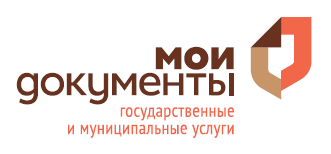 мои
документы
государственные
и муниципальные услуги